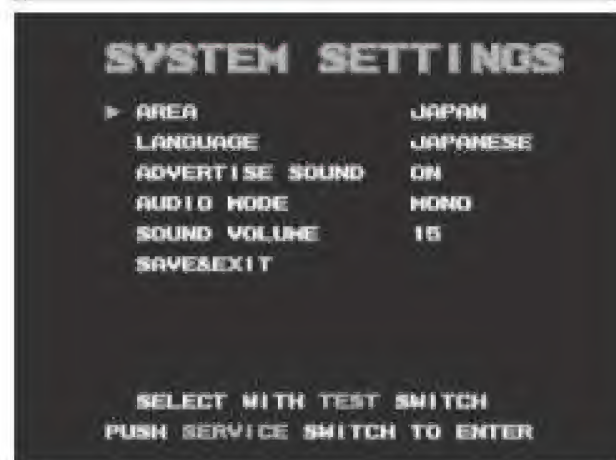 SYSTEM SETTINGS
▶ AREA JAPAN
LANGUAGE JAPANESE
ADVERTISE SOUND ON
AUDIO MODE MONO
SOUND VOLUME 15
SAVE&EXIT
SELECT WITH TEST SWITCH
PUSH SERVICE SWITCH TO ENTER